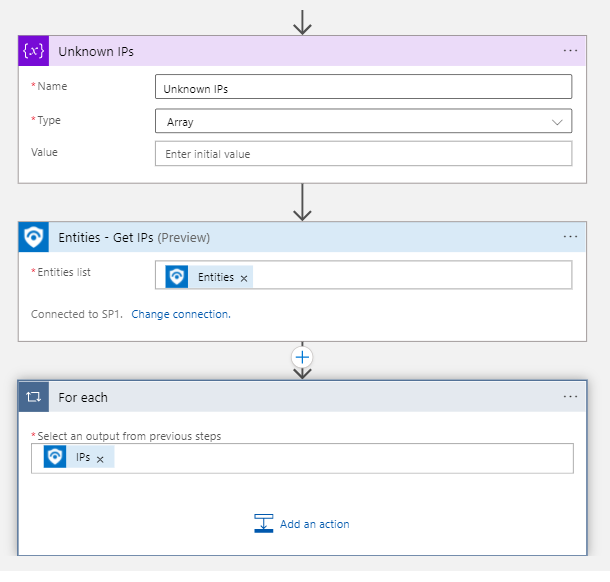 {x} Unknown IPs ...
*Name Unknown IPs
*Type Array
Value Enter initial value
Entities - Get IPs (Preview) ...
*Entities list Entities ×
Connected to SP1. Change connection.
For each ...
*Select an output from previous steps
IPs ×
Add an action